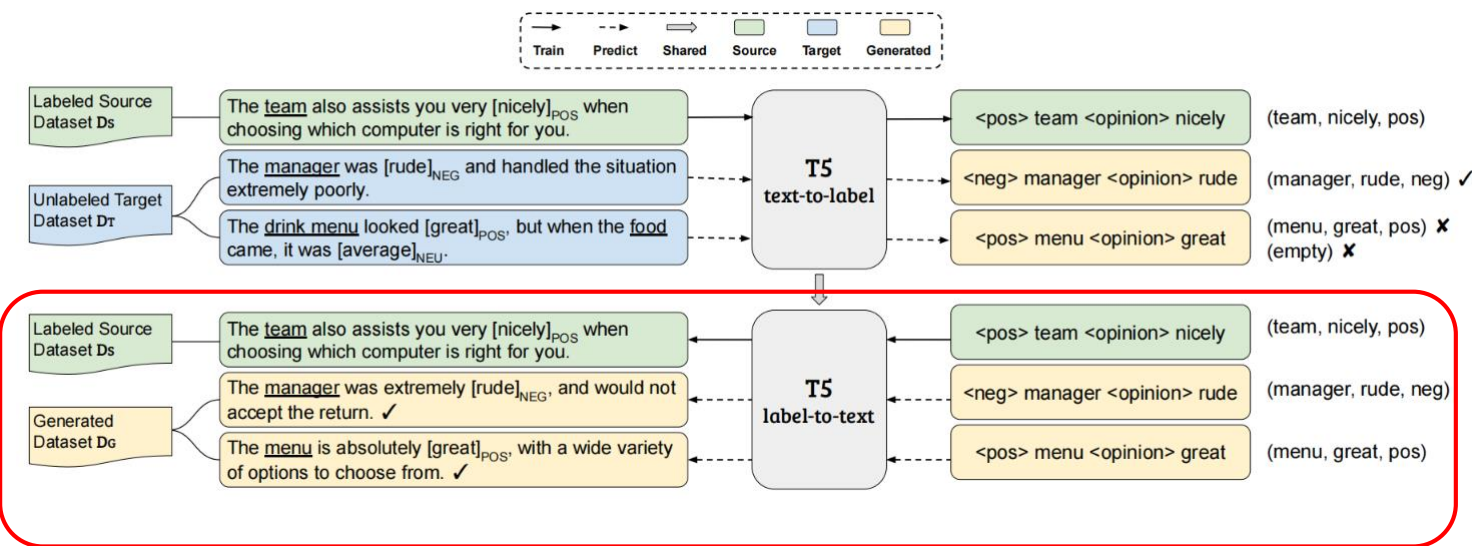 Train Predict Shared Source Target Generated
Labeled Source
Dataset DS
The team also assists you very [nicely]POS when
choosing which computer is right for you.
<pos> team <opinion> nicely
(team, nicely, pos)
Unlabeled Target
Dataset DT
The manager was [rude]NEG and handled the situation
extremely poorly.
<neg> manager <opinion> rude
(manager, rude, neg) ✓
The drink menu looked [great]POS, but when the food
came, it was [average]NEU.
<pos> menu <opinion> great
(menu, great, pos) ✘
(empty) ✘
T5
text-to-label
Labeled Source
Dataset DS
The team also assists you very [nicely]POS when
choosing which computer is right for you.
<pos> team <opinion> nicely
(team, nicely, pos)
Generated
Dataset DG
The manager was extremely [rude]NEG, and would not
accept the return. ✓
<neg> manager <opinion> rude
(manager, rude, neg)
The menu is absolutely [great]POS, with a wide variety
of options to choose from. ✓
<pos> menu <opinion> great
(menu, great, pos)
T5
label-to-text